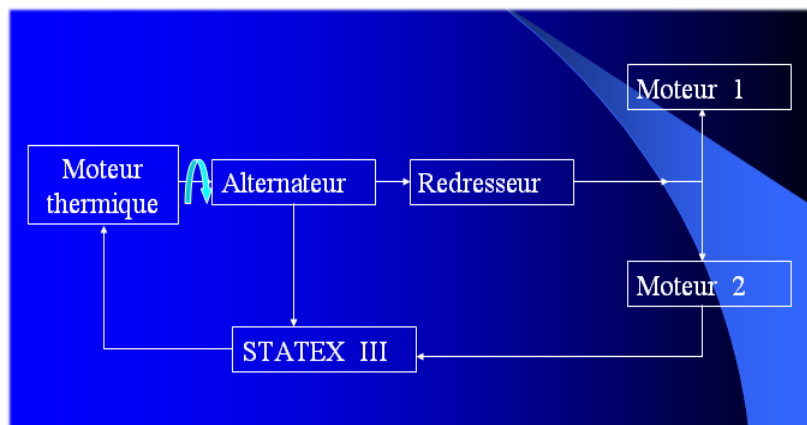 Moteur 1
Moteur
thermique
Alternateur
Redresseur
Moteur 2
STATEX III